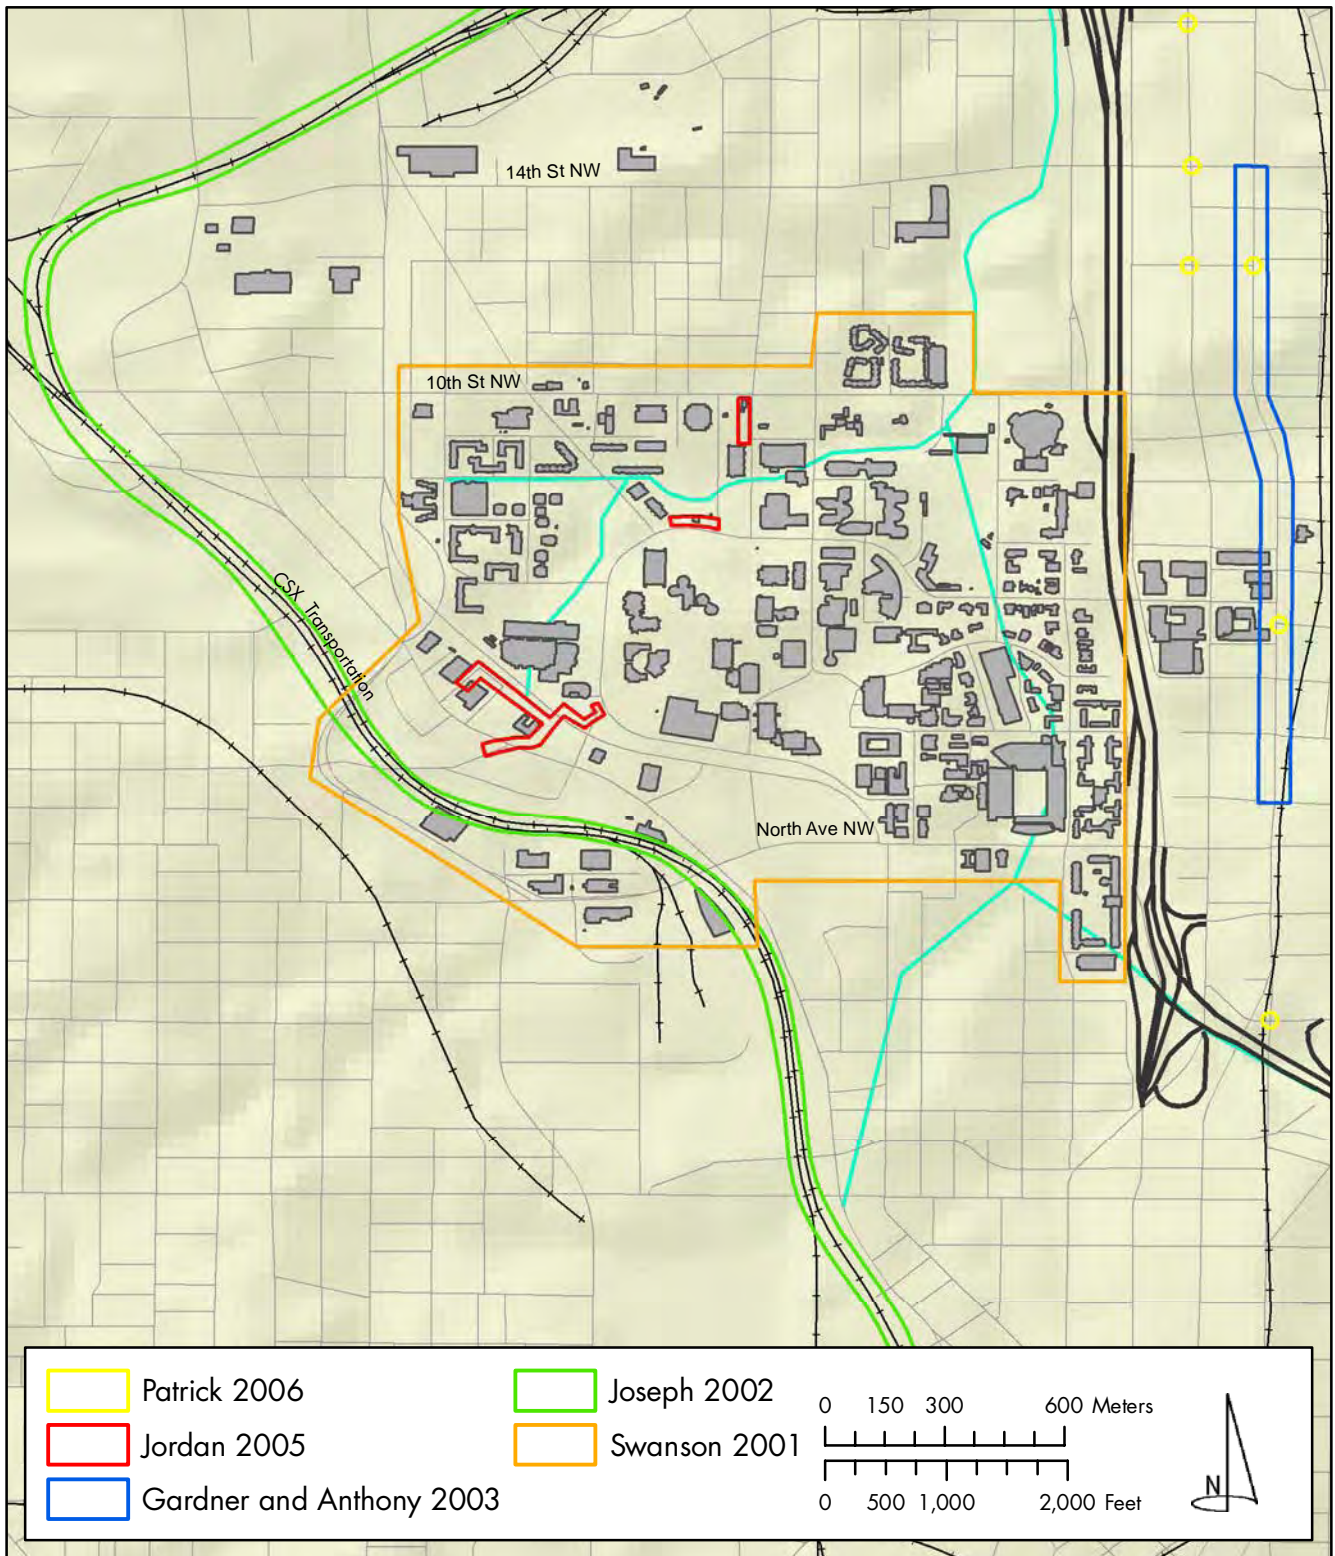 14th St NW
10th St NW
CSX Transportation
North Ave NW
Patrick 2006
Jordan 2005
Gardner and Anthony 2003
Joseph 2002
Swanson 2001
0 150 300 600 Meters
0 500 1,000 2,000 Feet
N